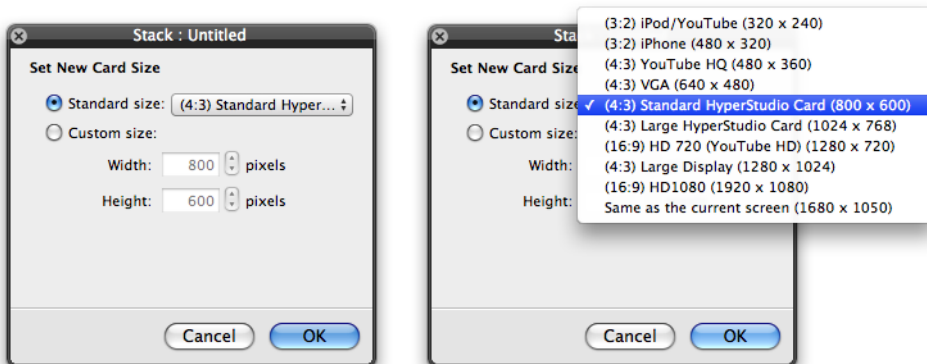 Stack : Untitled
Set New Card Size
Standard size: (4:3) Standard Hyper...
Custom size:
Width: 800 pixels
Height: 600 pixels
Cancel OK
Sta
Set New Card Size
Standard size
Custom size:
Width:
Height:
(3:2) iPod/YouTube (320 x 240)
(3:2) iPhone (480 x 320)
(4:3) YouTube HQ (480 x 360)
(4:3) VGA (640 x 480)
✓ (4:3) Standard HyperStudio Card (800 x 600)
(4:3) Large HyperStudio Card (1024 x 768)
(16:9) HD 720 (YouTube HD) (1280 x 720)
(4:3) Large Display (1280 x 1024)
(16:9) HD1080 (1920 x 1080)
Same as the current screen (1680 x 1050)
Cancel OK